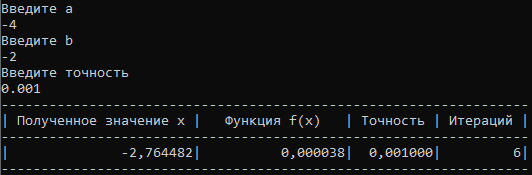 Введите a
-4
Введите b
-2
Введите точность
0.001
| Полученное значение x | Функция f(x) | Точность | Итераций |
| -2,764482| 0,000038| 0,001000| 6|